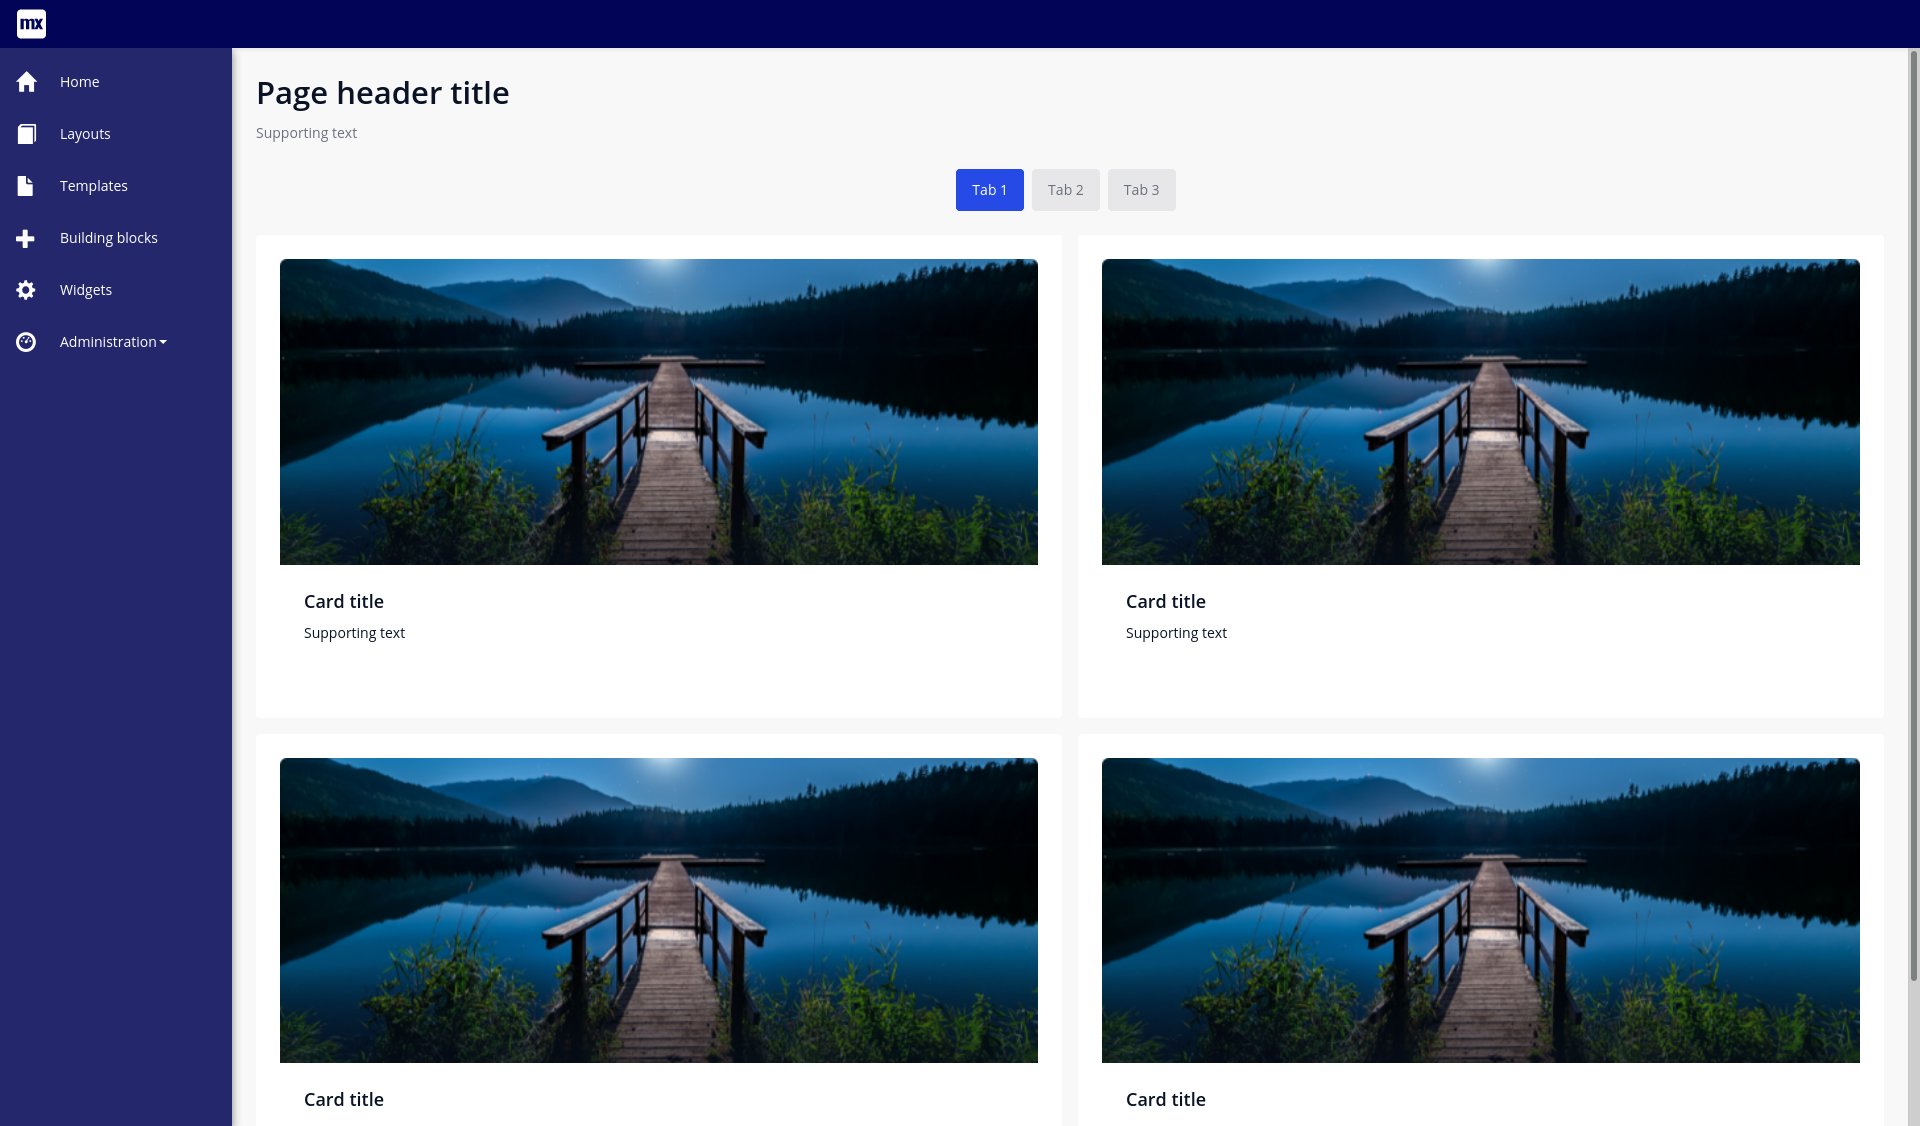 mx
Home
Layouts
Templates
Building blocks
Widgets
Administration
Page header title
Supporting text
Tab 1 Tab 2 Tab 3
Card title
Supporting text
Card title
Supporting text
Card title
Card title